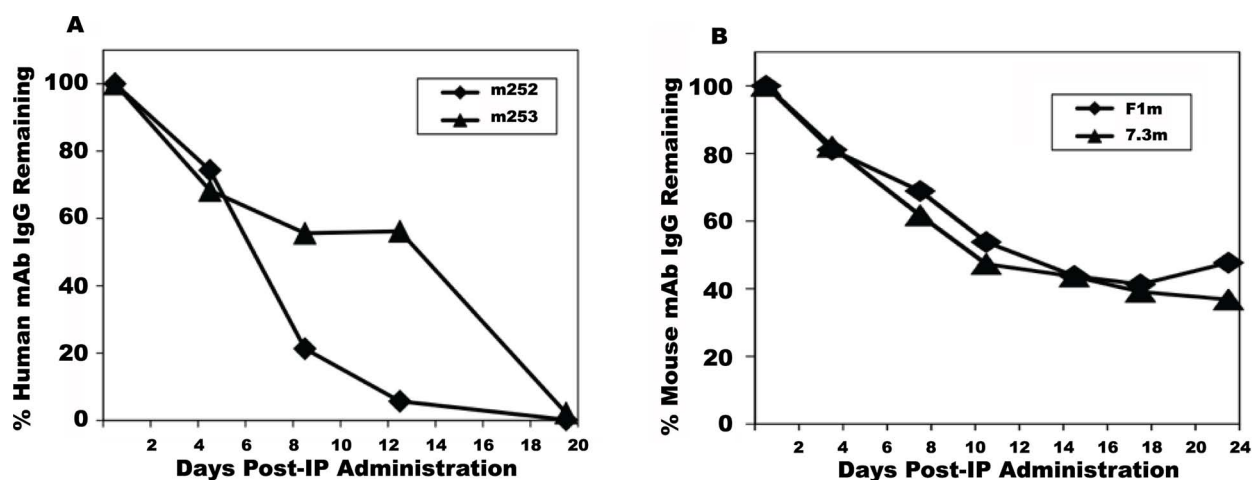 A
% Human mAb IgG Remaining
100
80
60
40
20
0
m252
m253
2 4 6 8 10 12 14 16 18 20
Days Post-IP Administration
B
% Mouse mAb IgG Remaining
100
80
60
40
20
0
F1m
7.3m
2 4 6 8 10 12 14 16 18 20 24
Days Post-IP Administration